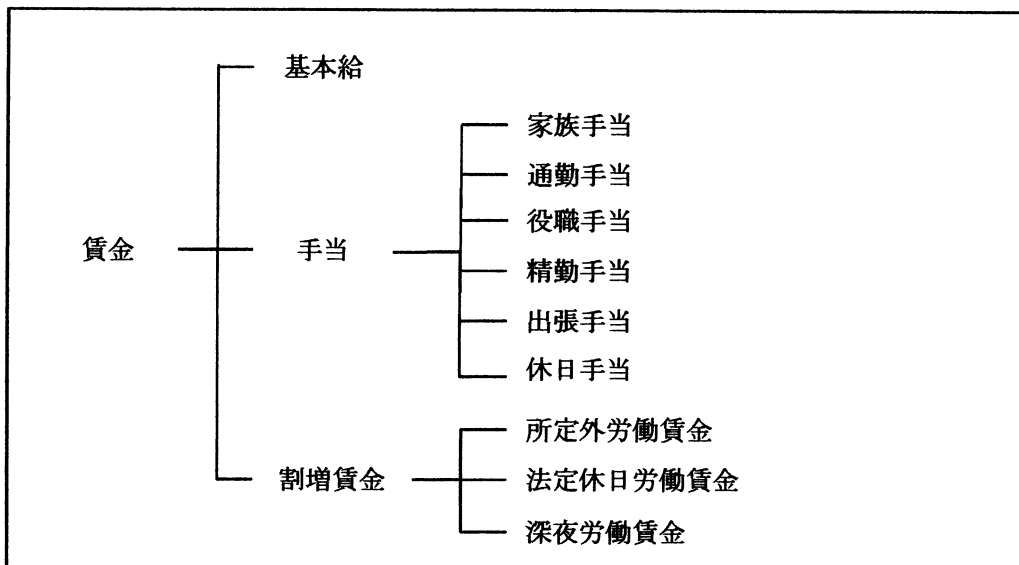 基本給
家族手当
通勤手当
役職手当
賃金
手当
精勤手当
出張手当
休日手当
所定外労働賃金
割増賃金
法定休日労働賃金
深夜労働賃金